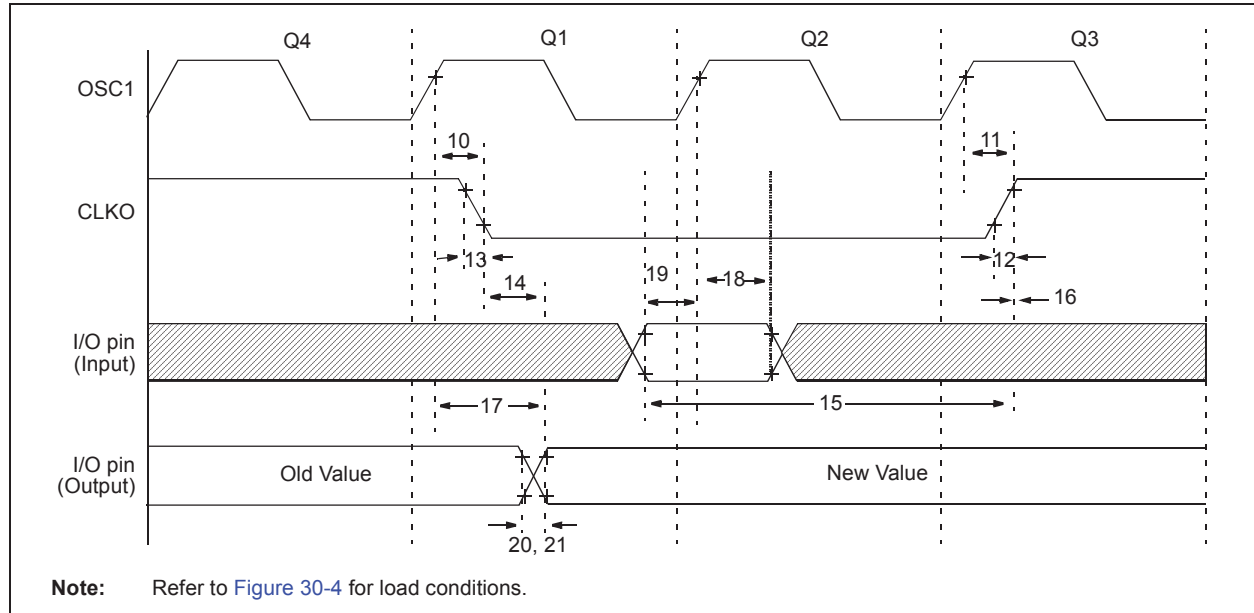 Q4
Q1
Q2
Q3
OSC1
10
11
CLKO
13
14
19
18
12
16
I/O pin
(Input)
17
15
I/O pin
(Output)
Old Value
New Value
20, 21
Note: Refer to Figure 30-4 for load conditions.